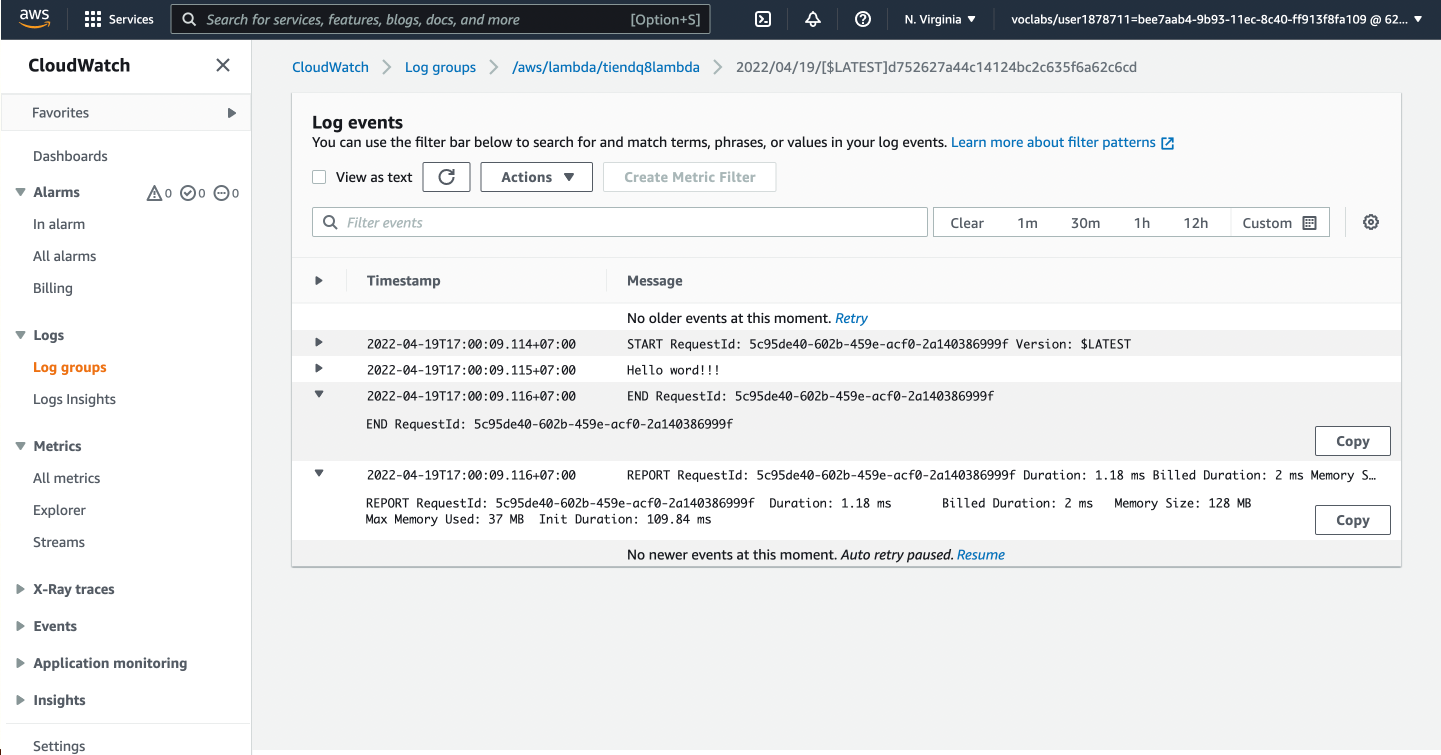 aws
Services
Search for services, features, blogs, docs, and more [Option+S]
N. Virginia
voclabs/user1878711=bee7aab4-9b93-11ec-8c40-ff913f8fa109 @ 62...
CloudWatch
Favorites
Dashboards
Alarms 0 0 0
In alarm
All alarms
Billing
Logs
Log groups
Logs Insights
Metrics
All metrics
Explorer
Streams
X-Ray traces
Events
Application monitoring
Insights
Settings
CloudWatch Log groups /aws/lambda/tiendq8lambda 2022/04/19/[$LATEST]d752627a44c14124bc2c635f6a62c6cd
Log events
You can use the filter bar below to search for and match terms, phrases, or values in your log events. Learn more about filter patterns
View as text Actions Create Metric Filter
Filter events Clear 1m 30m 1h 12h Custom
Timestamp Message
No older events at this moment. Retry
2022-04-19T17:00:09.114+07:00 START RequestId: 5c95de40-602b-459e-acf0-2a140386999f Version: $LATEST
2022-04-19T17:00:09.115+07:00 Hello word!!!
2022-04-19T17:00:09.116+07:00 END RequestId: 5c95de40-602b-459e-acf0-2a140386999f
END RequestId: 5c95de40-602b-459e-acf0-2a140386999f
Copy
2022-04-19T17:00:09.116+07:00 REPORT RequestId: 5c95de40-602b-459e-acf0-2a140386999f Duration: 1.18 ms Billed Duration: 2 ms Memory S...
REPORT RequestId: 5c95de40-602b-459e-acf0-2a140386999f Duration: 1.18 ms Billed Duration: 2 ms Memory Size: 128 MB
Max Memory Used: 37 MB Init Duration: 109.84 ms
Copy
No newer events at this moment. Auto retry paused. Resume